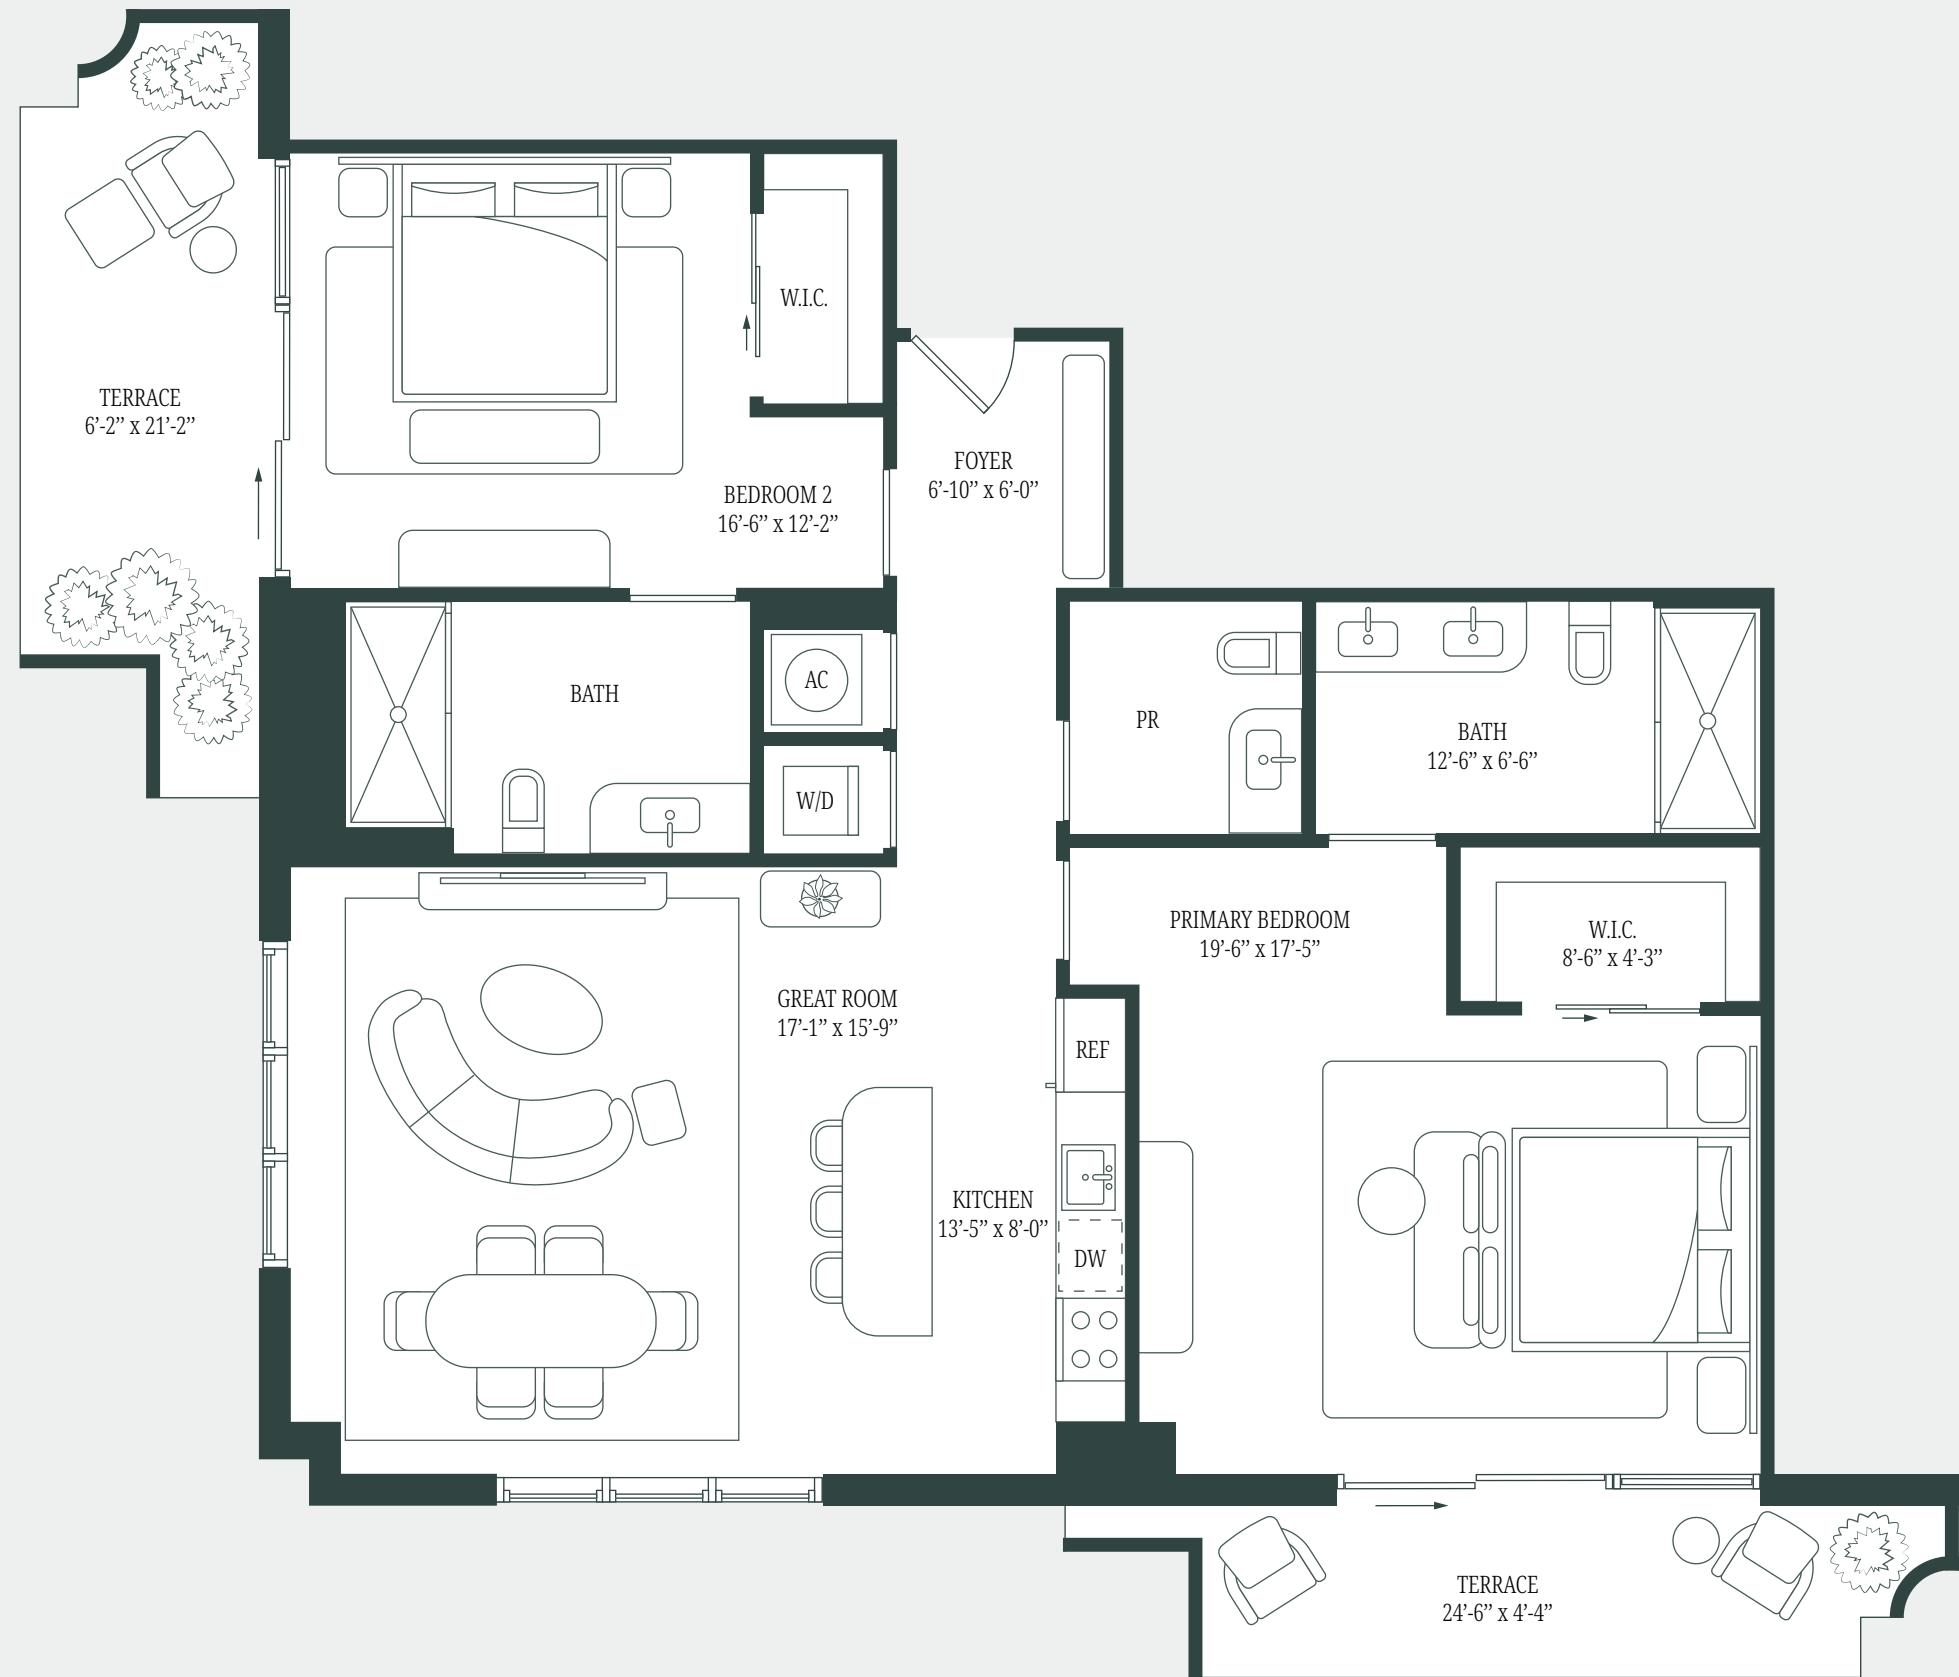 W.I.C.
TERRACE
6’-2” x 21’-2”
FOYER
6’-10” x 6’-0”
BEDROOM 2
16’-6” x 12’-2”
AC
BATH
PR
BATH
12’-6” x 6’-6”
W/D
PRIMARY BEDROOM
19’-6” x 17’-5”
W.I.C.
8’-6” x 4’-3”
GREAT ROOM
17’-1” x 15’-9”
REF
KITCHEN
13’-5” x 8’-0”
DW
TERRACE
24’-6” x 4’-4”